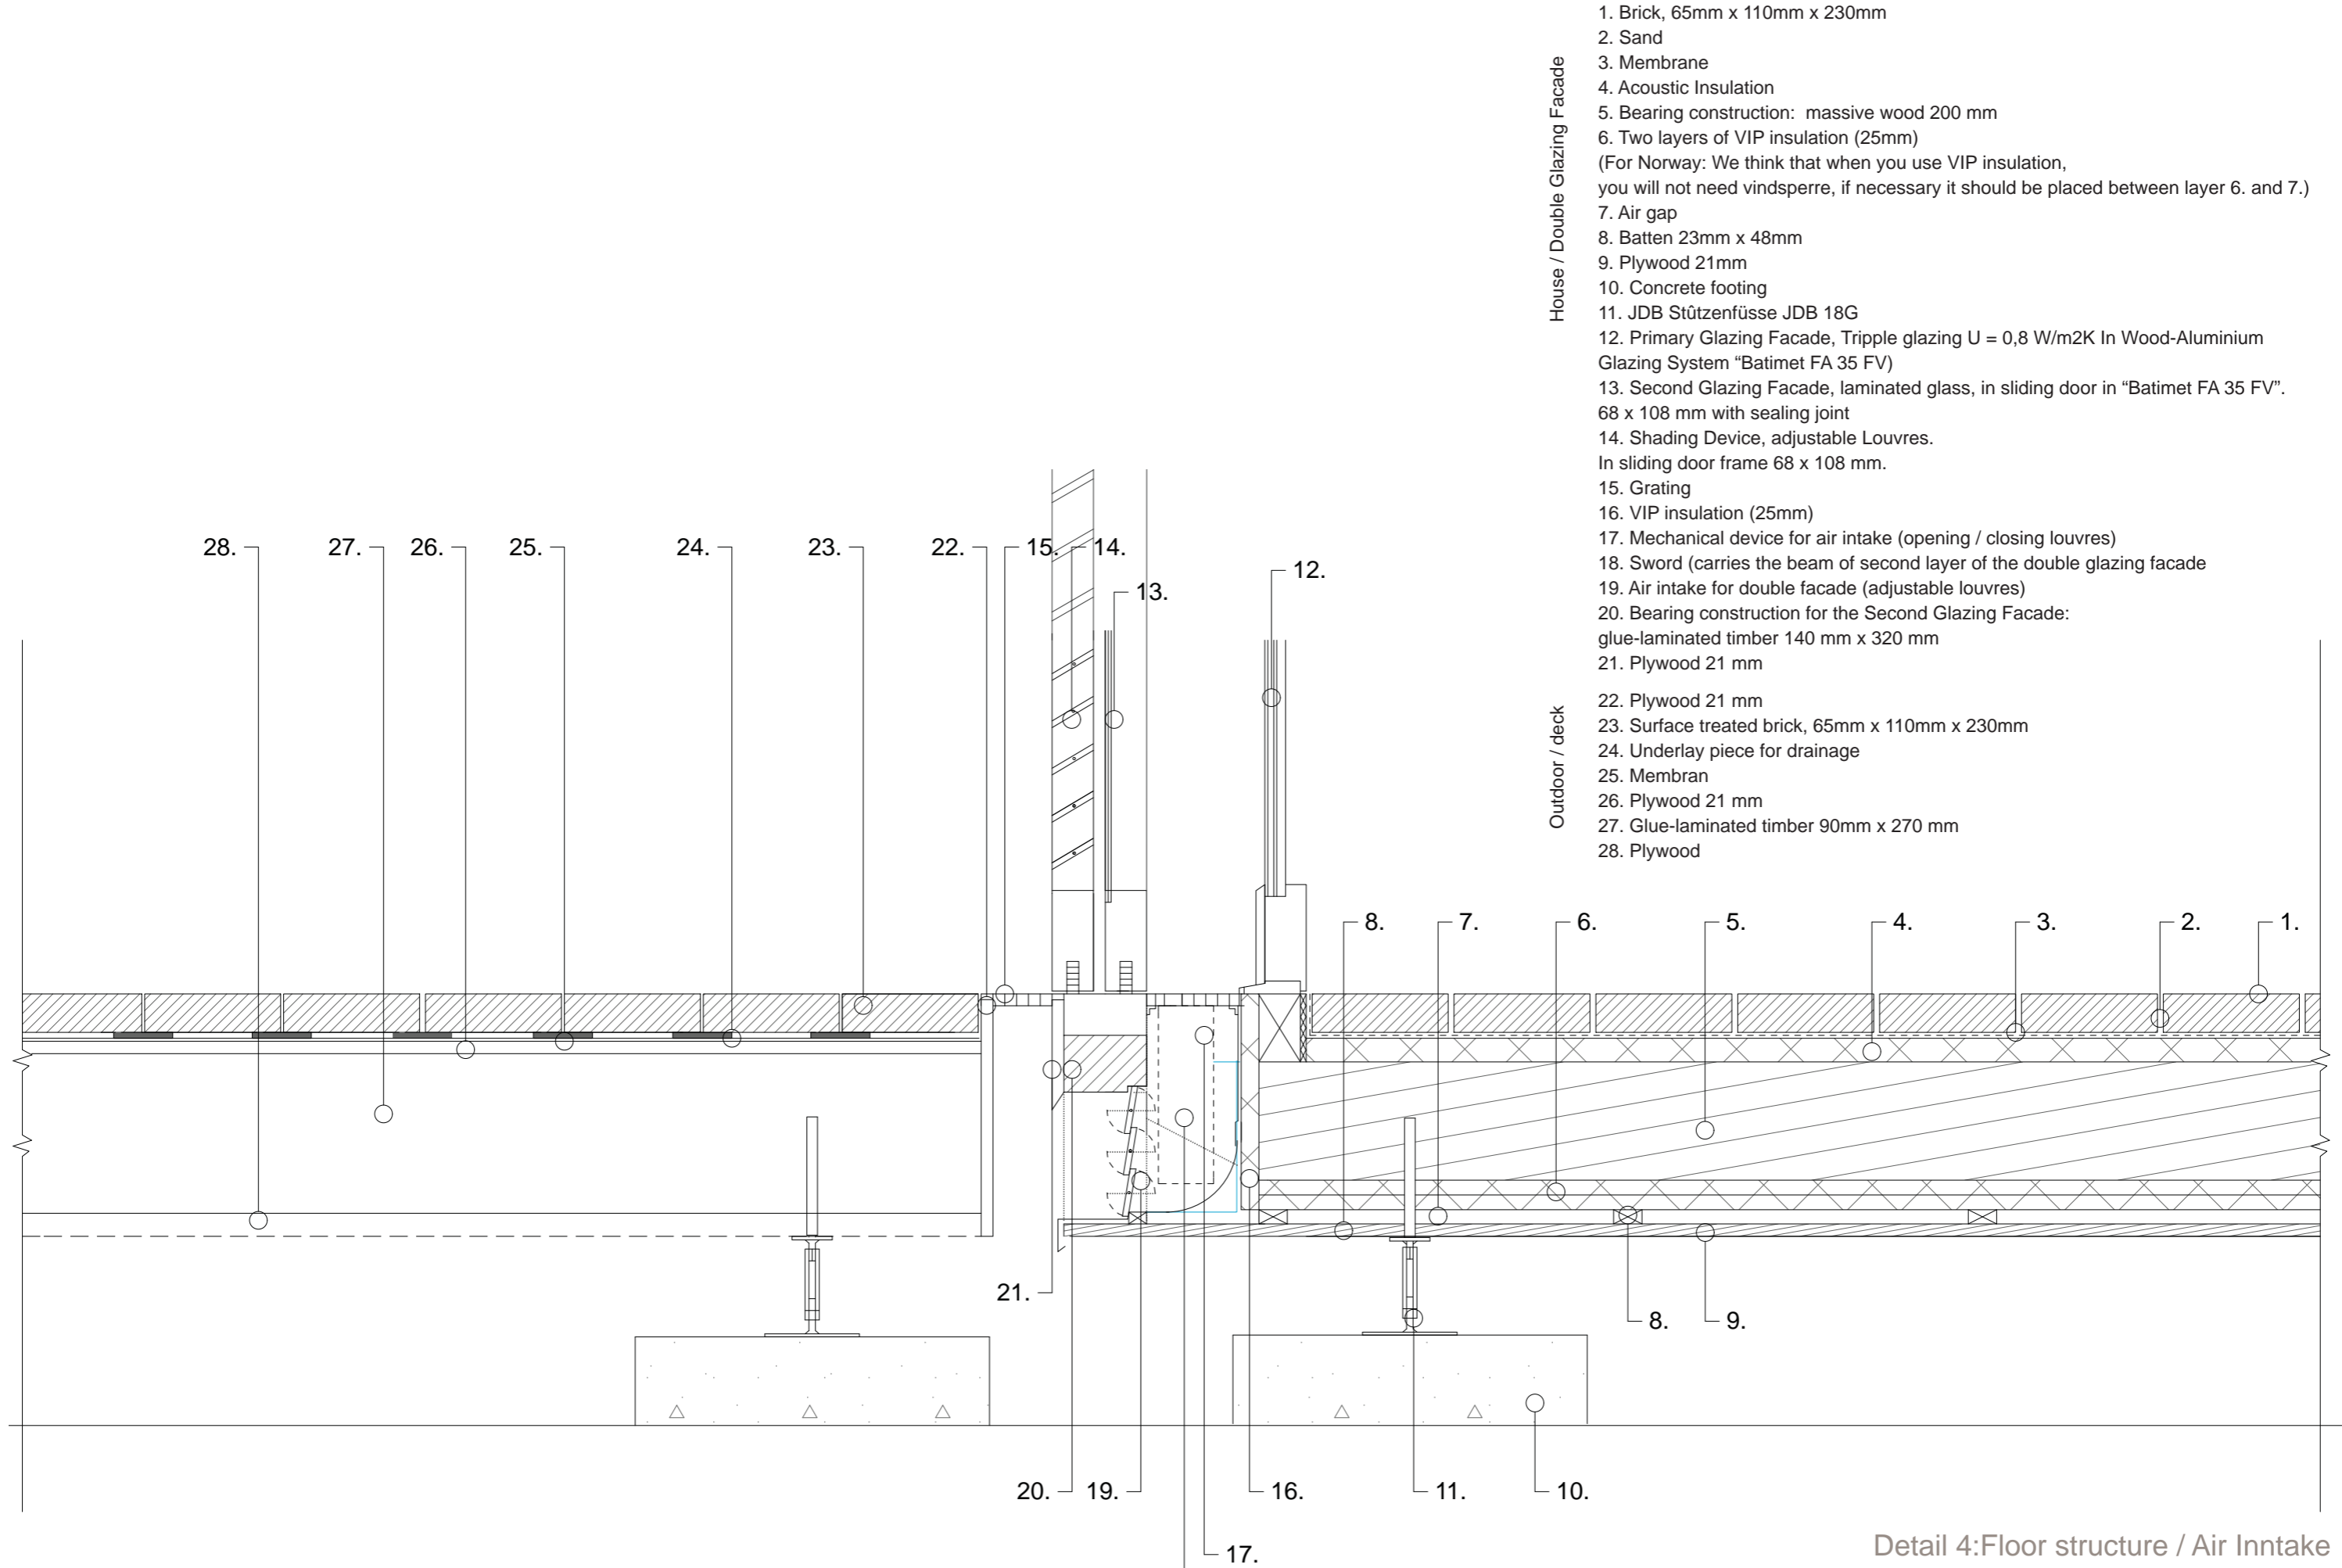 1. Brick, 65mm x 110mm x 230mm
2. Sand
3. Membrane
4. Acoustic Insulation
5. Bearing construction:  massive wood 200 mm
6. Two layers of VIP insulation (25mm)
(For Norway: We think that when you use VIP insulation,
you will not need vindsperre, if necessary it should be placed between layer 6. and 7.)
7. Air gap
8. Batten 23mm x 48mm
9. Plywood 21mm
10. Concrete footing
11. JDB Stûtzenfüsse JDB 18G
12. Primary Glazing Facade, Tripple glazing U = 0,8 W/m2K In Wood-Aluminium
Glazing System “Batimet FA 35 FV)
13. Second Glazing Facade, laminated glass, in sliding door in “Batimet FA 35 FV”.
68 x 108 mm with sealing joint
14. Shading Device, adjustable Louvres.
In sliding door frame 68 x 108 mm.
15. Grating
16. VIP insulation (25mm)
17. Mechanical device for air intake (opening / closing louvres)
18. Sword (carries the beam of second layer of the double glazing facade
19. Air intake for double facade (adjustable louvres)
20. Bearing construction for the Second Glazing Facade:
glue-laminated timber 140 mm x 320 mm
21. Plywood 21 mm
House / Double Glazing Facade
22. Plywood 21 mm
23. Surface treated brick, 65mm x 110mm x 230mm
24. Underlay piece for drainage
25. Membran
26. Plywood 21 mm
27. Glue-laminated timber 90mm x 270 mm
28. Plywood
Outdoor / deck
28. 27. 26. 25. 24. 23. 22. 15. 14.
12.
13.
8. 7. 6. 5. 4. 3. 2. 1.
21.
8. 9.
20. 19. 16. 11. 10.
17.
Detail 4:Floor structure / Air Inntake